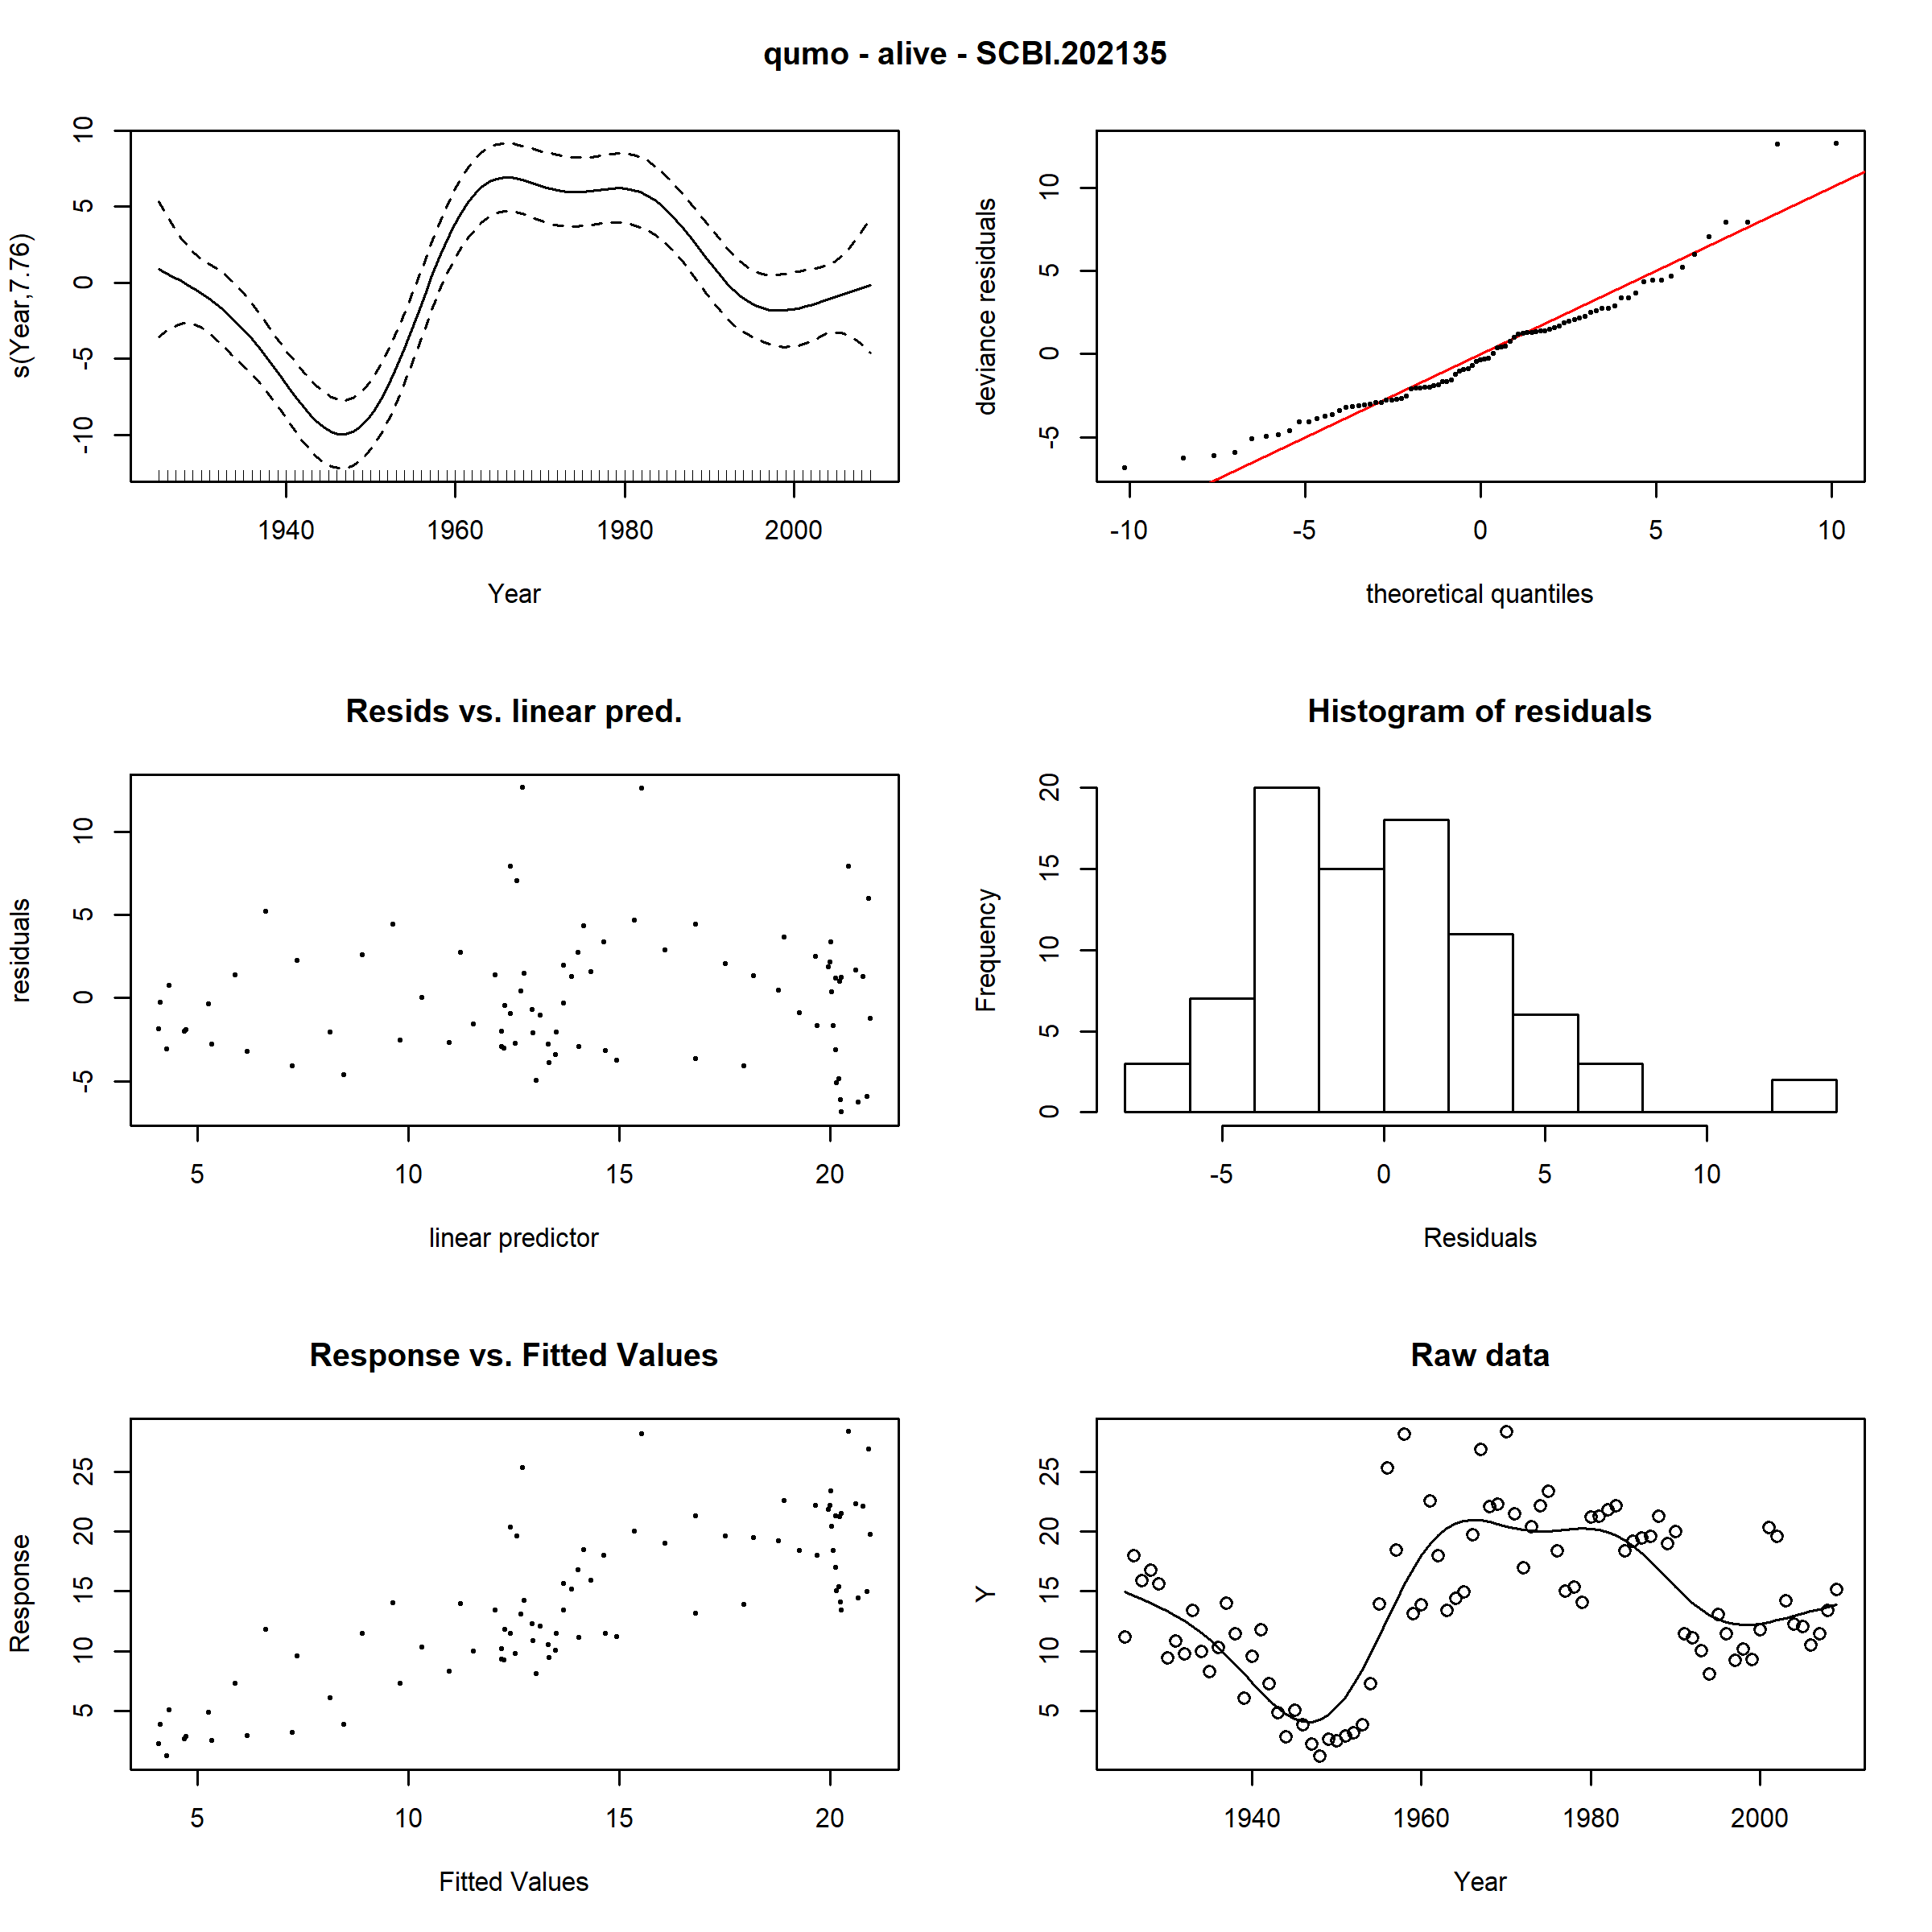 qumo - alive - SCBI.202135
10
5
0
-5
-10
s(Year,7.76)
1940 1960 1980 2000
Year
10
5
0
-5
deviance residuals
-10 -5 0 5 10
theoretical quantiles
Resids vs. linear pred.
10
5
0
-5
residuals
5 10 15 20
linear predictor
Histogram of residuals
20
15
10
5
0
Frequency
-5 0 5 10
Residuals
Response vs. Fitted Values
25
20
15
10
5
Response
5 10 15 20
Fitted Values
Raw data
25
20
15
10
5
Y
1940 1960 1980 2000
Year